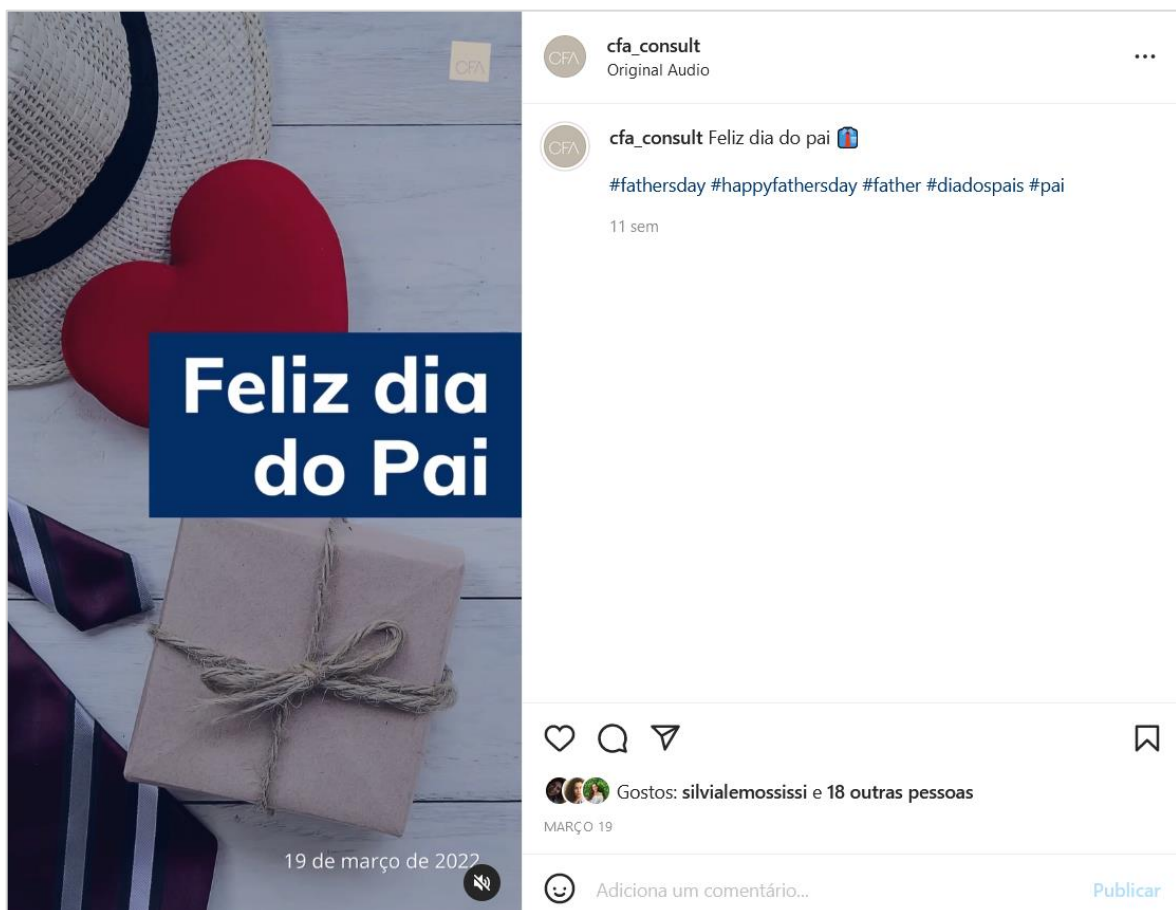 CFA
Feliz dia
do Pai
19 de março de 2022
CFA
cfa_consult
Original Audio
CFA
cfa_consult Feliz dia do pai
#fathersday #happyfathersday #father #diadospais #pai
11 sem
Gostos: silvialemossissi e 18 outras pessoas
MARÇO 19
Adiciona um comentário...
Publicar